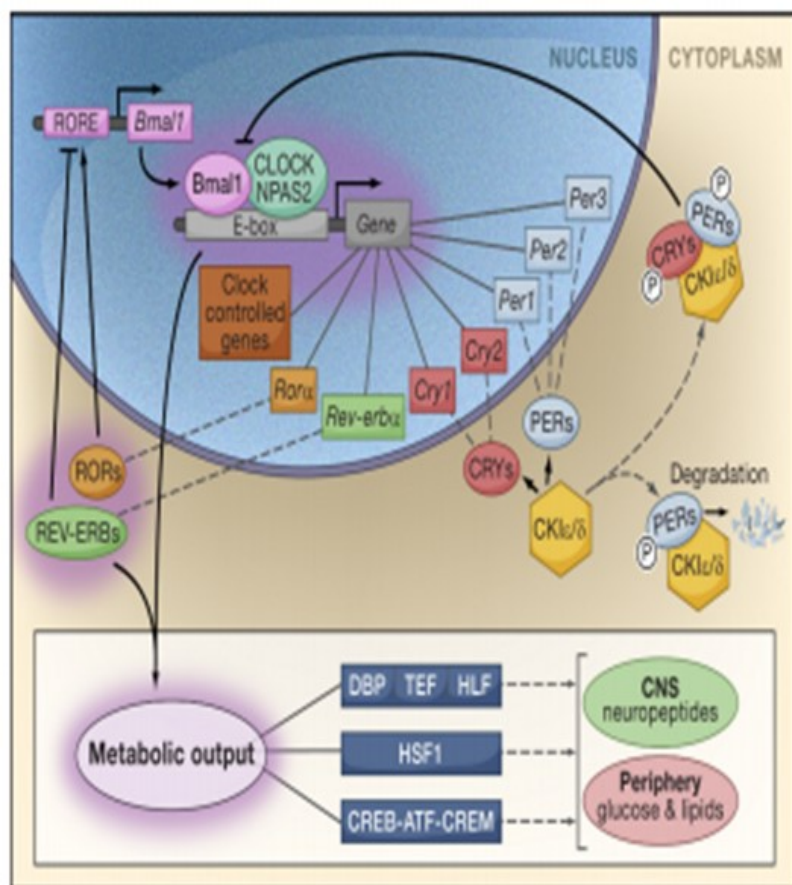 NUCLEUS CYTOPLASM
RORE Bmal1
Bmal1
CLOCK
NPAS2
E-box
Gene
Per3
Per2
Per1
P
PERs
CRYs
P
CKIε/δ
Clock
controlled
genes
Cry2
Cry1
Rorα
Rev-erbα
PERs
RORs
CRYs
REV-ERBs
CKIε/δ
Degradation
PERs
P
CKIε/δ
Metabolic output
DBP TEF HLF
HSF1
CREB-ATF-CREM
CNS
neuropeptides
Periphery
glucose & lipids